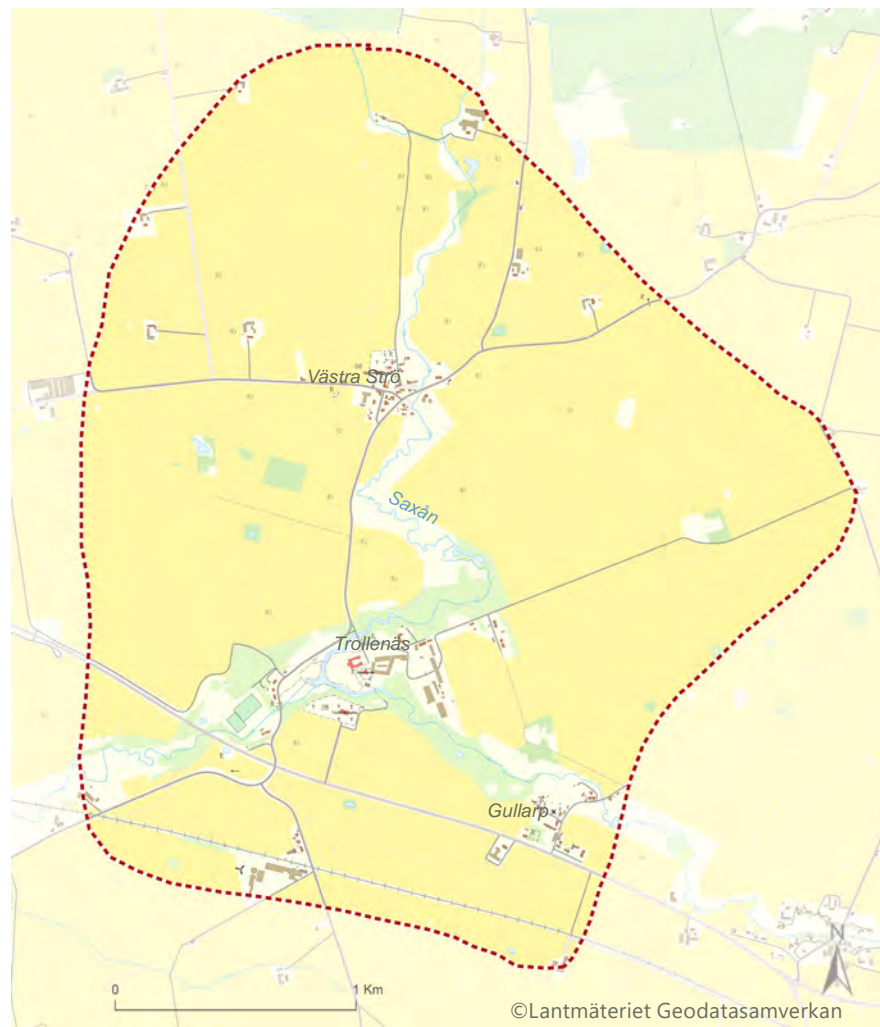 Västra Strö
Saxån
Trollenäs
Gullarp
N
0 1 Km
©Lantmäteriet Geodatasamverkan